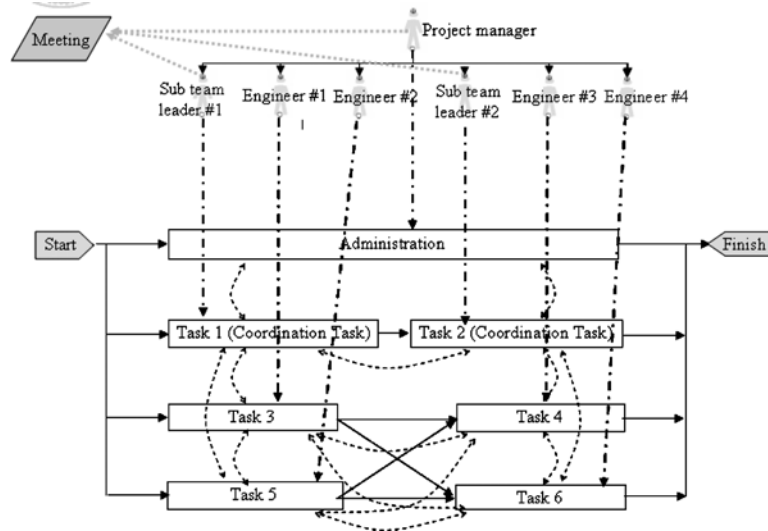 Meeting
Project manager
Sub team
leader #1
Engineer #1
Engineer #2
Sub team
leader #2
Engineer #3
Engineer #4
Start
Administration
Finish
Task 1 (Coordination Task)
Task 2 (Coordination Task)
Task 3
Task 4
Task 5
Task 6